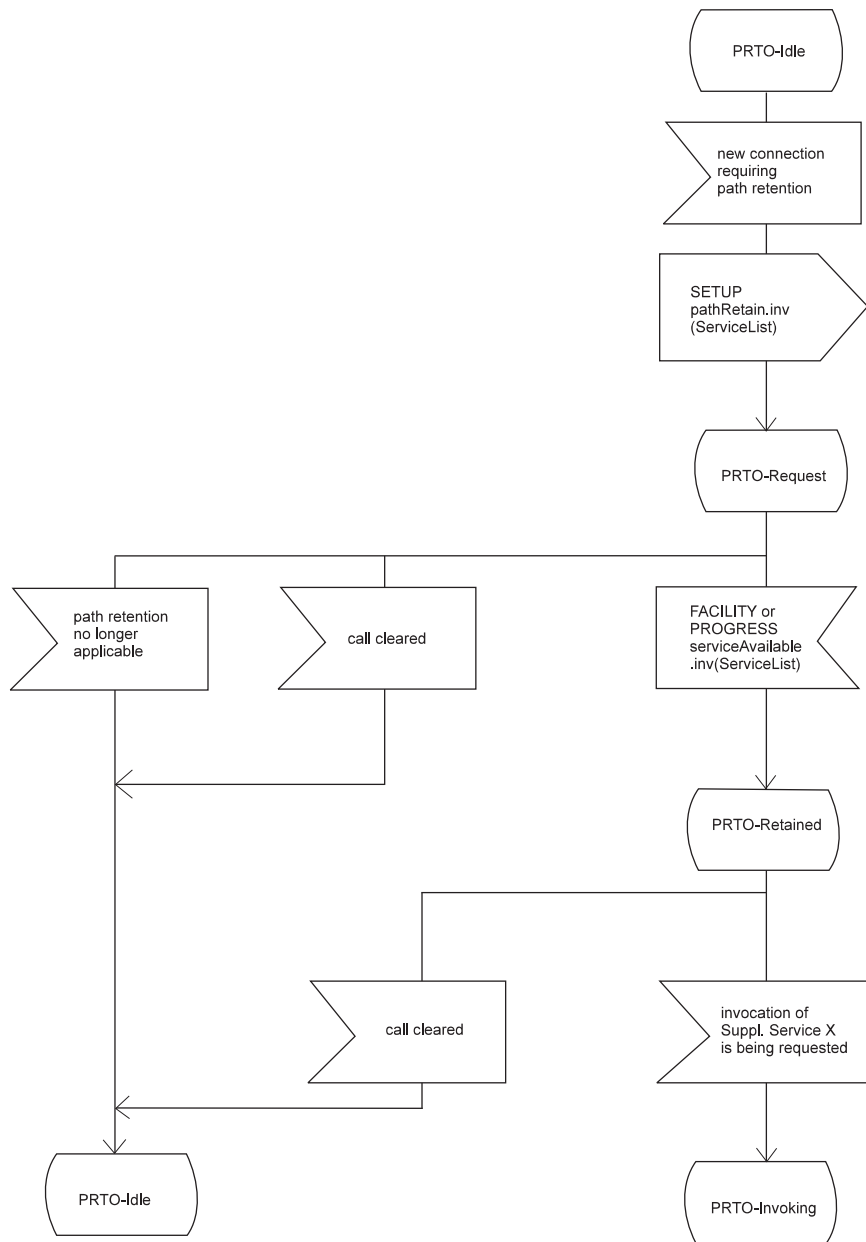 PRTO-Idle
new connection
requiring
path retention
SETUP
pathRetain.inv
(ServiceList)
PRTO-Request
path retention
no longer
applicable
call cleared
FACILITY or
PROGRESS
serviceAvailable
.inv(ServiceList)
PRTO-Retained
call cleared
invocation of
Suppl. Service X
is being requested
PRTO-Idle
PRTO-Invoking